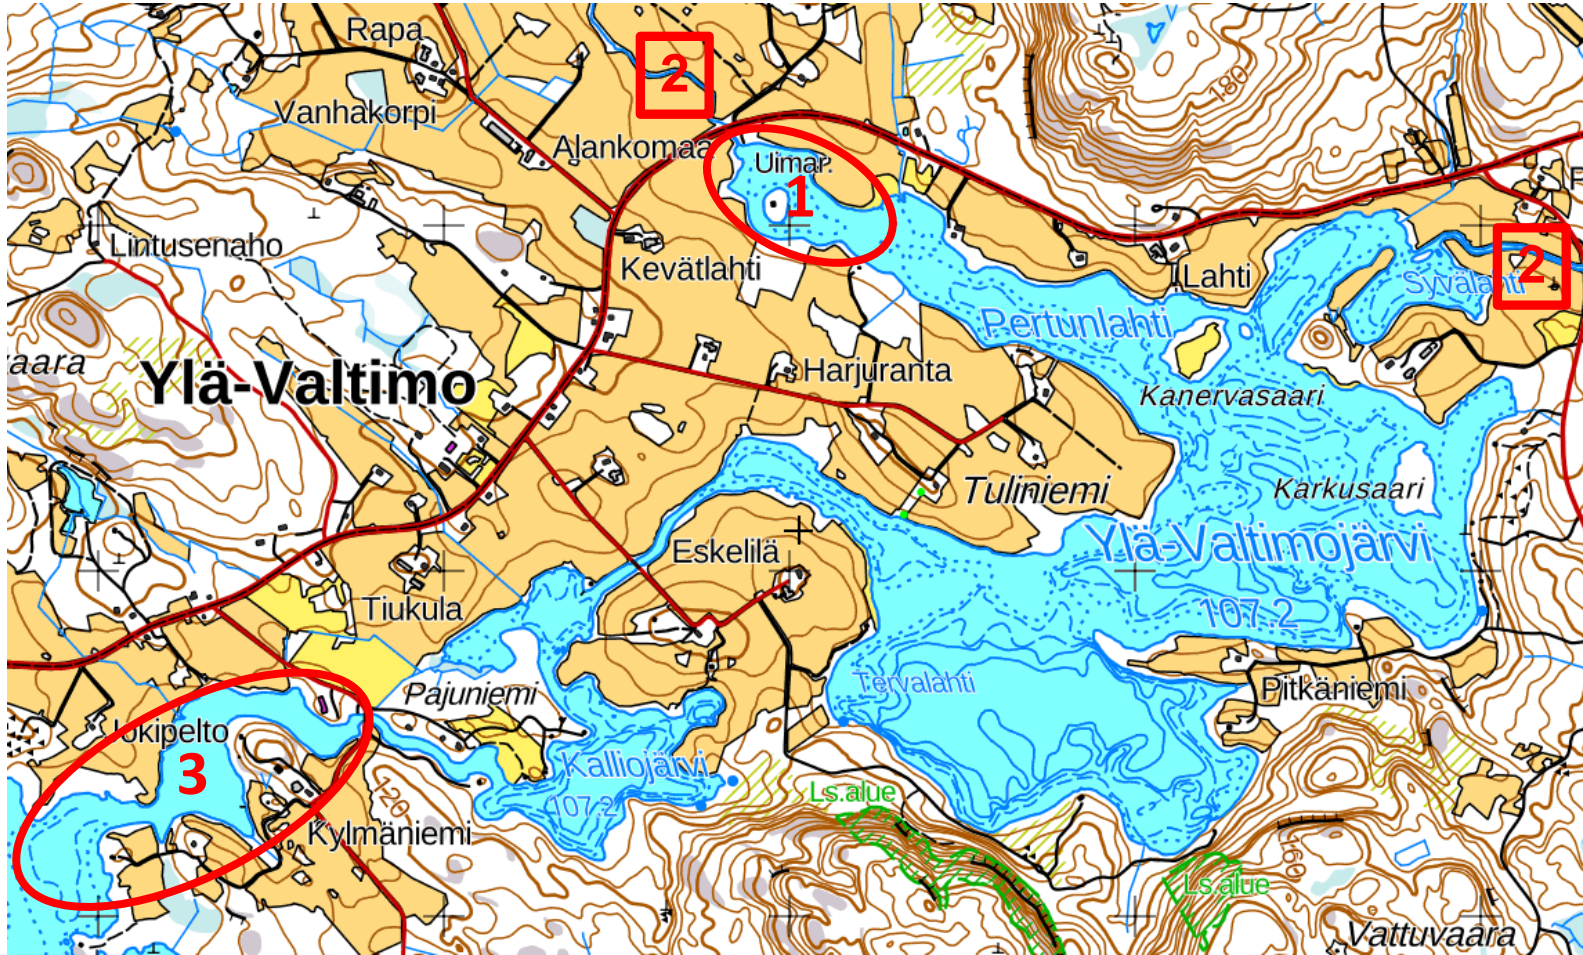 Rapa
2
180
Vanhakorpi
Alankomaa
Uimar.
1
Lintusenaho
Kevätlahti
Lahti
Syvälahti
2
Pertunlahti
aara
Ylä-Valtimo
Harjuranta
Kanervasaari
Tuliniemi
Karkusaari
Eskelilä
Ylä-Valtimojärvi
107.2
Tiukula
Pajuniemi
Tervalahti
Pitkäniemi
Jokipelto
3
Kalliojärvi
107.2
120
Ls.alue
Kylmäniemi
160
Ls.alue
Vattuvaara